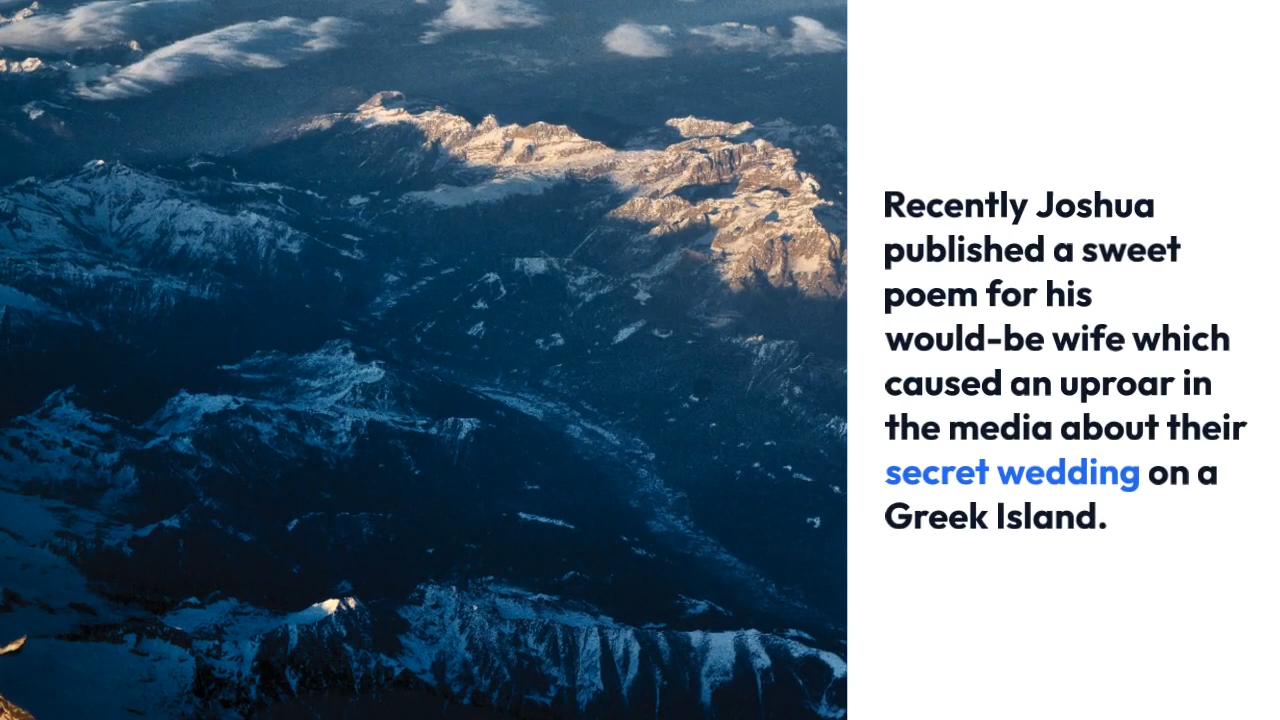 Recently Joshua
published a sweet
poem for his
would-be wife which
caused an uproar in
the media about their
secret wedding on a
Greek Island.